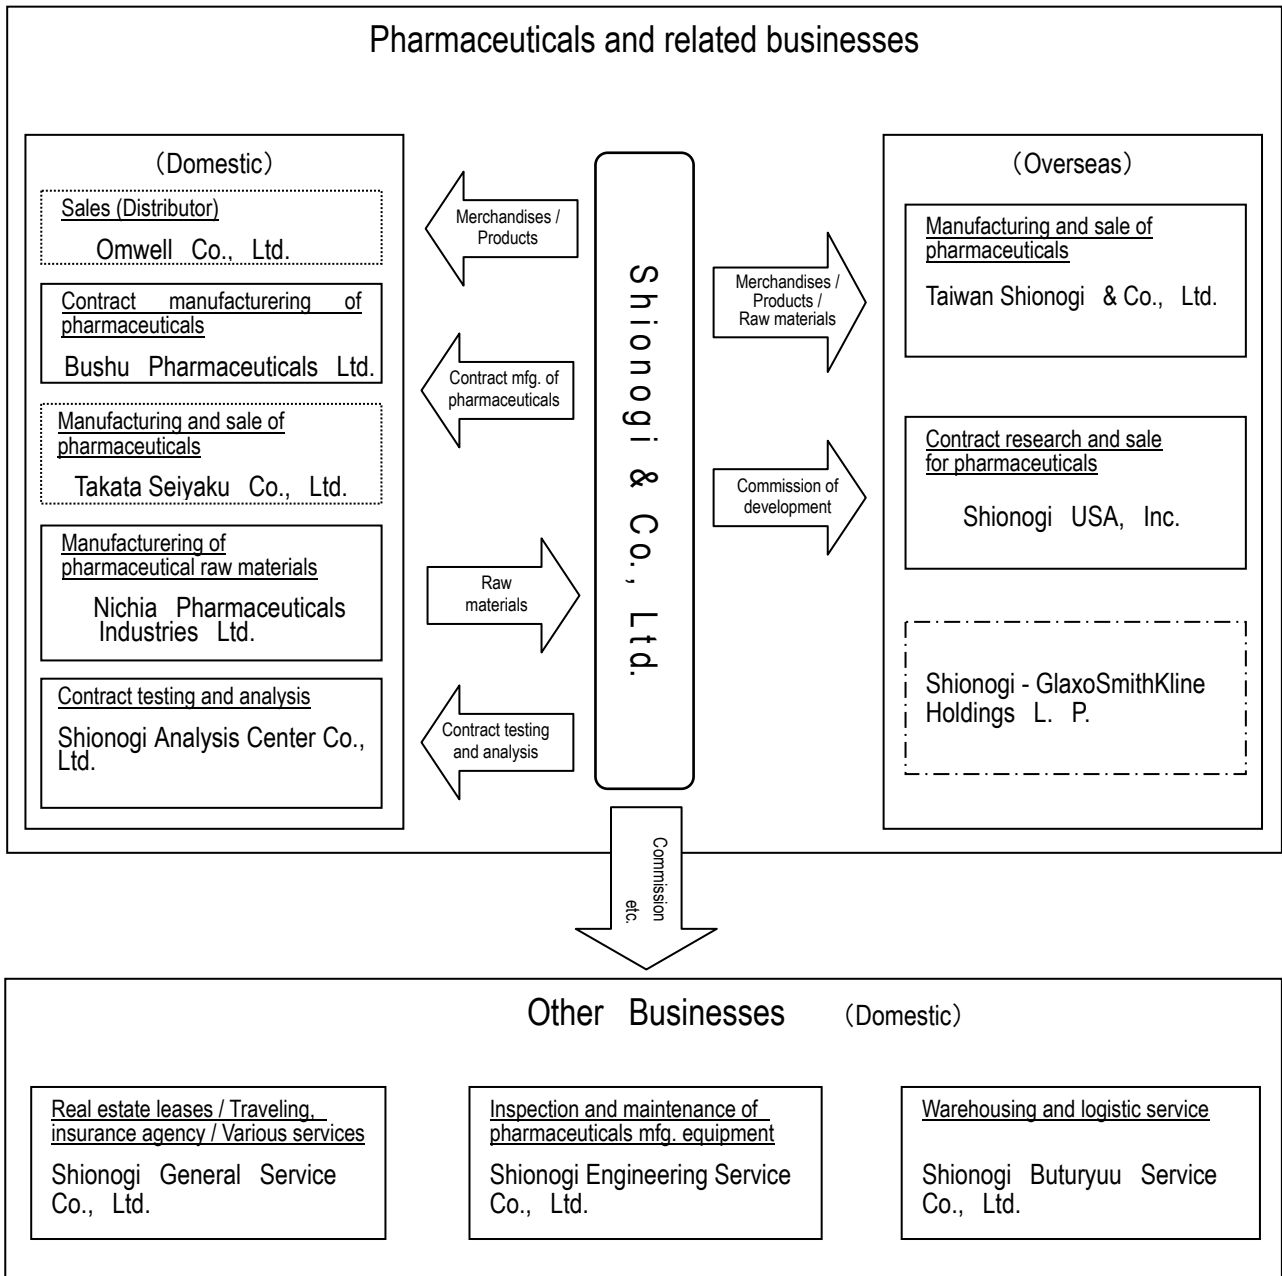 Pharmaceuticals and related businesses
（Domestic）
Sales (Distributor)
Omwell Co., Ltd.
Contract manufacturering of
pharmaceuticals
Bushu Pharmaceuticals Ltd.
Manufacturing and sale of
pharmaceuticals
Takata Seiyaku Co., Ltd.
Manufacturering of
pharmaceutical raw materials
Nichia Pharmaceuticals
Industries Ltd.
Contract testing and analysis
Shionogi Analysis Center Co.,
Ltd.
Merchandises /
Products
Contract mfg. of
pharmaceuticals
Raw
materials
Contract testing
and analysis
Shionogi & Co., Ltd.
Merchandises /
Products /
Raw materials
Commission of
development
（Overseas）
Manufacturing and sale of
pharmaceuticals
Taiwan Shionogi & Co., Ltd.
Contract research and sale
for pharmaceuticals
Shionogi USA, Inc.
Shionogi - GlaxoSmithKline
Holdings L. P.
Commission
etc.
Other Businesses （Domestic）
Real estate leases / Traveling,
insurance agency / Various services
Shionogi General Service
Co., Ltd.
Inspection and maintenance of
pharmaceuticals mfg. equipment
Shionogi Engineering Service
Co., Ltd.
Warehousing and logistic service
Shionogi Buturyuu Service
Co., Ltd.